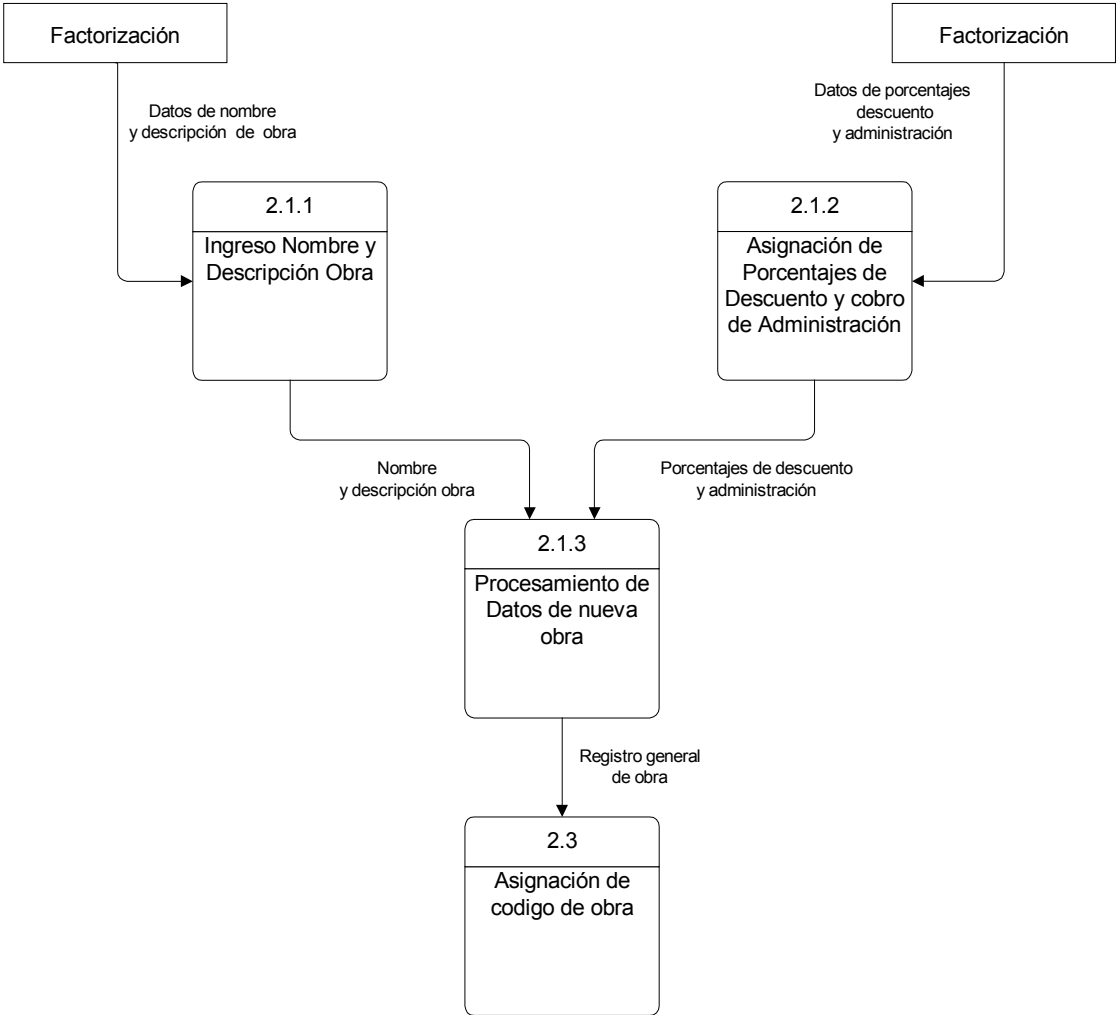 Factorización
Factorización
Datos de nombre
y descripción de obra
Datos de porcentajes
descuento
y administración
2.1.1
Ingreso Nombre y
Descripción Obra
2.1.2
Asignación de
Porcentajes de
Descuento y cobro
de Administración
Nombre
y descripción obra
Porcentajes de descuento
y administración
2.1.3
Procesamiento de
Datos de nueva
obra
Registro general
de obra
2.3
Asignación de
codigo de obra